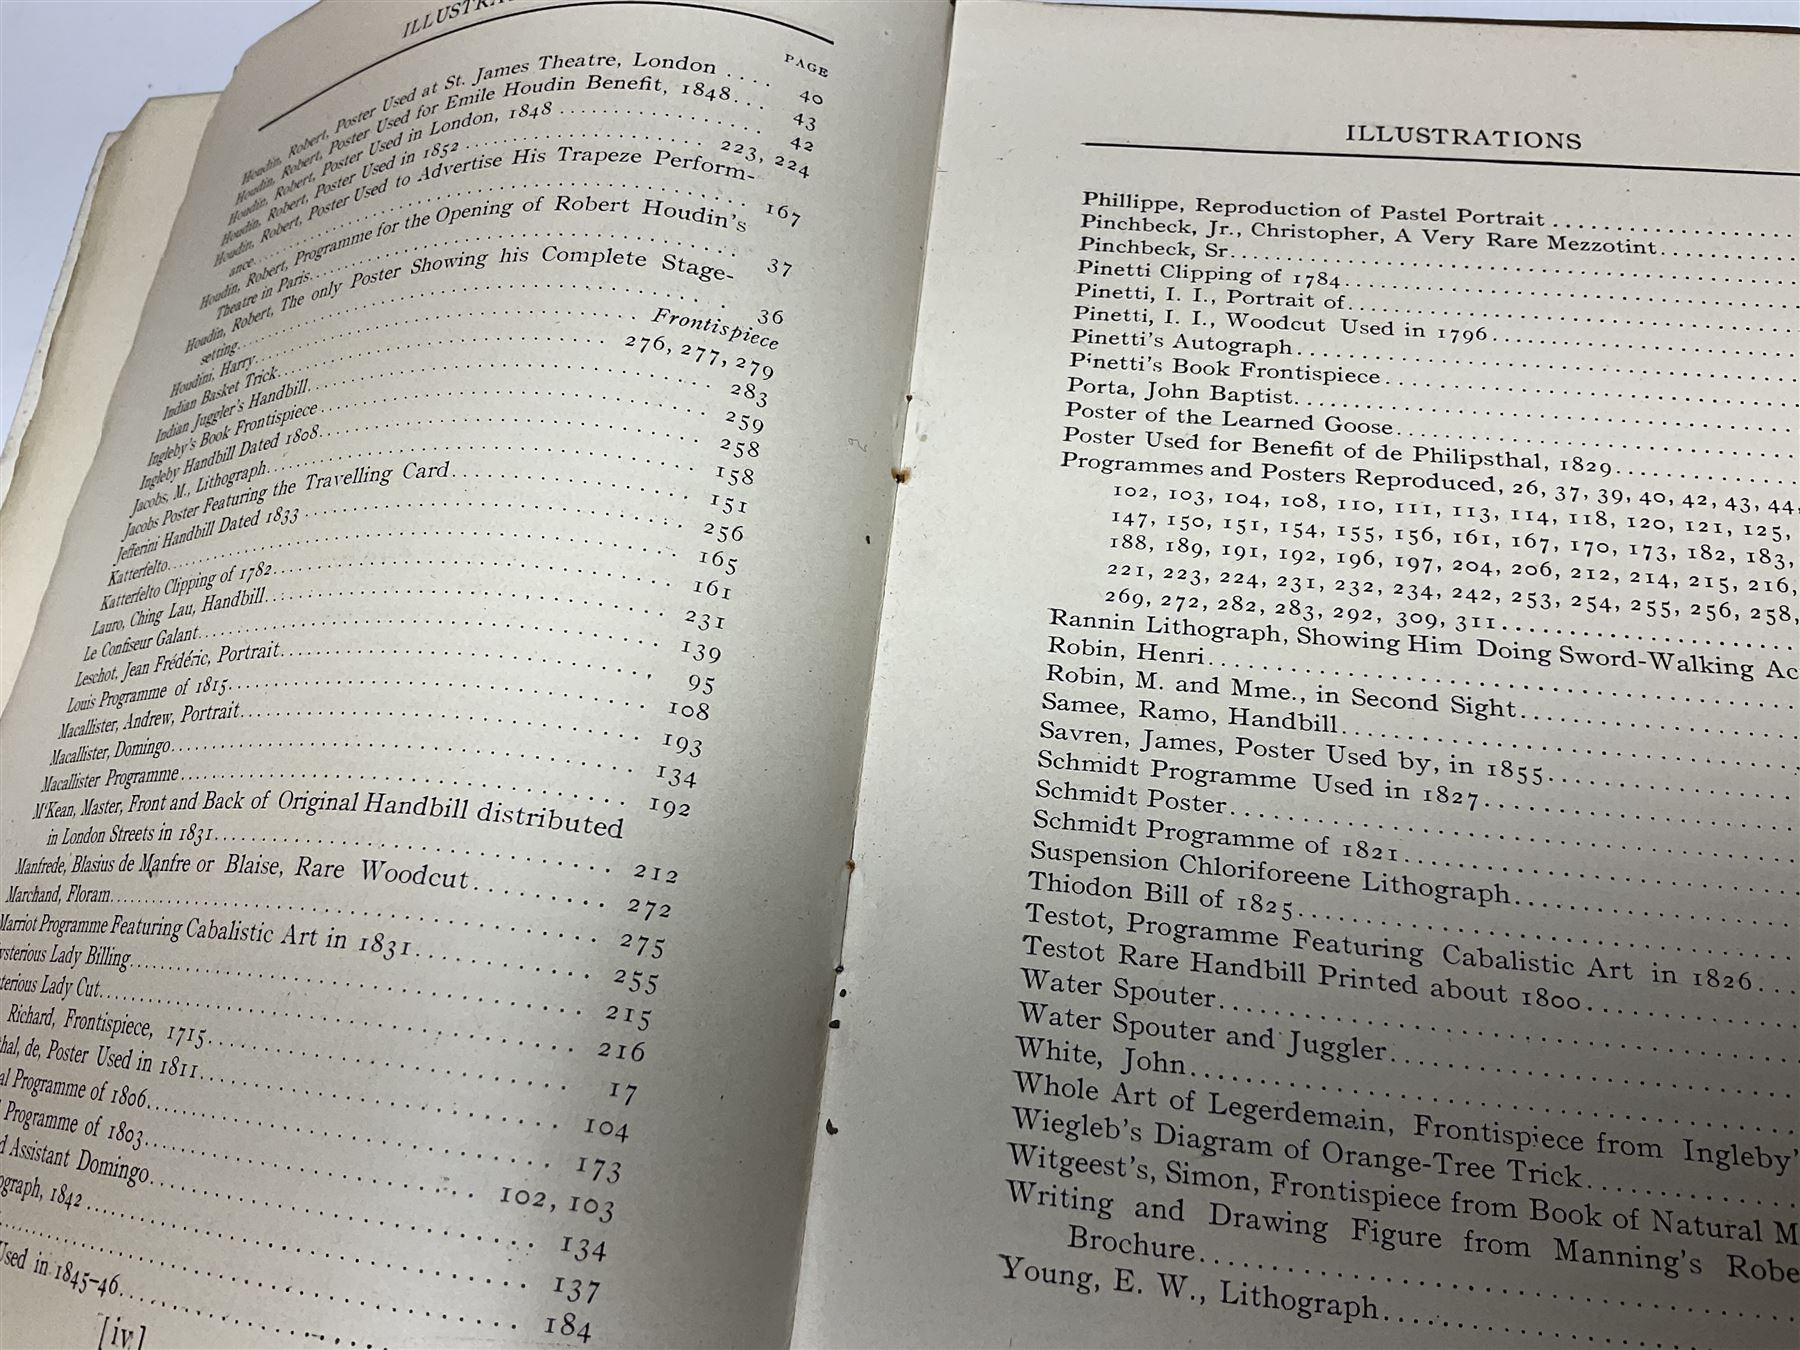 ILLUSTRA
PAGE
Houdin, Robert, Poster Used at St. James Theatre, London .... 40
Houdin, Robert, Poster Used for Emile Houdin Benefit, 1848... 43
Houdin, Robert, Poster Used in London, 1848 ........ 42
Houdin, Robert, Poster Used in 1852 ........ 223, 224
Houdin, Robert, Poster Used to Advertise His Trapeze Perform-
ance........ 167
Houdin, Robert, Programme for the Opening of Robert Houdin's
Theatre in Paris........ 37
Houdin, Robert, The only Poster Showing his Complete Stage-
setting........ 36
Houdini, Harry........ Frontispiece
Indian Basket Trick........ 276, 277, 279
Indian Juggler's Handbill........ 283
Ingleby's Book Frontispiece........ 259
Ingleby Handbill Dated 1808........ 258
Jacobs, M., Lithograph........ 158
Jacobs Poster Featuring the Travelling Card........ 151
Jefferini Handbill Dated 1833........ 256
Katterfelto........ 165
Katterfelto Clipping of 1782........ 161
Lauro, Ching Lau, Handbill........ 231
Le Confiseur Galant........ 139
Leschot, Jean Frédéric, Portrait........ 95
Louis Programme of 1815........ 108
Macallister, Andrew, Portrait........ 193
Macallister, Domingo........ 134
Macallister Programme........ 192
M'Kean, Master, Front and Back of Original Handbill distributed
in London Streets in 1831........ 212
Manfrede, Blasius de Manfre or Blaise, Rare Woodcut........ 272
Marchand, Floram........ 275
Marriot Programme Featuring Cabalistic Art in 1831........ 255
ysterious Lady Billing........ 215
terious Lady Cut........ 216
Richard, Frontispiece, 1715........ 17
thal, de, Poster Used in 1811........ 104
al Programme of 1806........ 173
Programme of 1803........ 102, 103
d Assistant Domingo........ 134
ograph, 1842........ 137
........ 184
Used in 1845-46........
[iv]
ILLUSTRATIONS
Phillippe, Reproduction of Pastel Portrait........
Pinchbeck, Jr., Christopher, A Very Rare Mezzotint........
Pinchbeck, Sr........
Pinetti Clipping of 1784........
Pinetti, I. I., Portrait of........
Pinetti, I. I., Woodcut Used in 1796........
Pinetti's Autograph........
Pinetti's Book Frontispiece........
Porta, John Baptist........
Poster of the Learned Goose........
Poster Used for Benefit of de Philipsthal, 1829........
Programmes and Posters Reproduced, 26, 37, 39, 40, 42, 43, 44,
102, 103, 104, 108, 110, 111, 113, 114, 118, 120, 121, 125,
147, 150, 151, 154, 155, 156, 161, 167, 170, 173, 182, 183,
188, 189, 191, 192, 196, 197, 204, 206, 212, 214, 215, 216,
221, 223, 224, 231, 232, 234, 242, 253, 254, 255, 256, 258,
269, 272, 282, 283, 292, 309, 311........
Rannin Lithograph, Showing Him Doing Sword-Walking Ac
Robin, Henri........
Robin, M. and Mme., in Second Sight........
Samee, Ramo, Handbill........
Savren, James, Poster Used by, in 1855........
Schmidt Programme Used in 1827........
Schmidt Poster........
Schmidt Programme of 1821........
Suspension Chloriforeene Lithograph........
Thiodon Bill of 1825........
Testot, Programme Featuring Cabalistic Art in 1826....
Testot Rare Handbill Printed about 1800........
Water Spouter........
Water Spouter and Juggler........
White, John........
Whole Art of Legerdemain, Frontispiece from Ingleby'
Wiegleb's Diagram of Orange-Tree Trick........
Witgeest's, Simon, Frontispiece from Book of Natural M
Writing and Drawing Figure from Manning's Robe
Brochure........
Young, E. W., Lithograph........